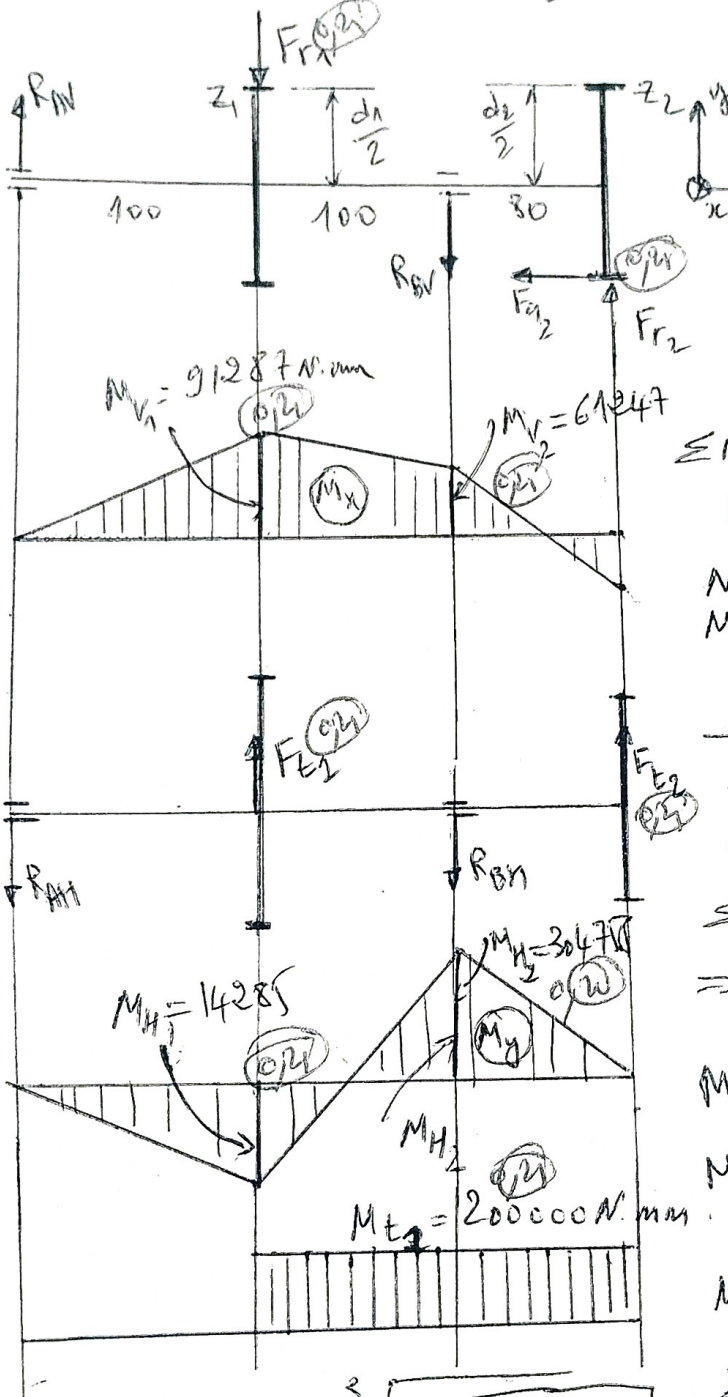 Fr1 0,25
RAV
Z1
d1/2
d2/2
Z2
y
x
100
100
80
RBV
Fa2
0,25
Fr2
MV1 = 91287 N.mm
0,25
MV2 = 61247
0,25
Mx
Σ
Ft1
0,25
Ft2
0,25
RAH
RBH
MH1 = 14285
0,25
MH2 = 30475
My
MH2
0,25
Mt1 = 200000 N.mm